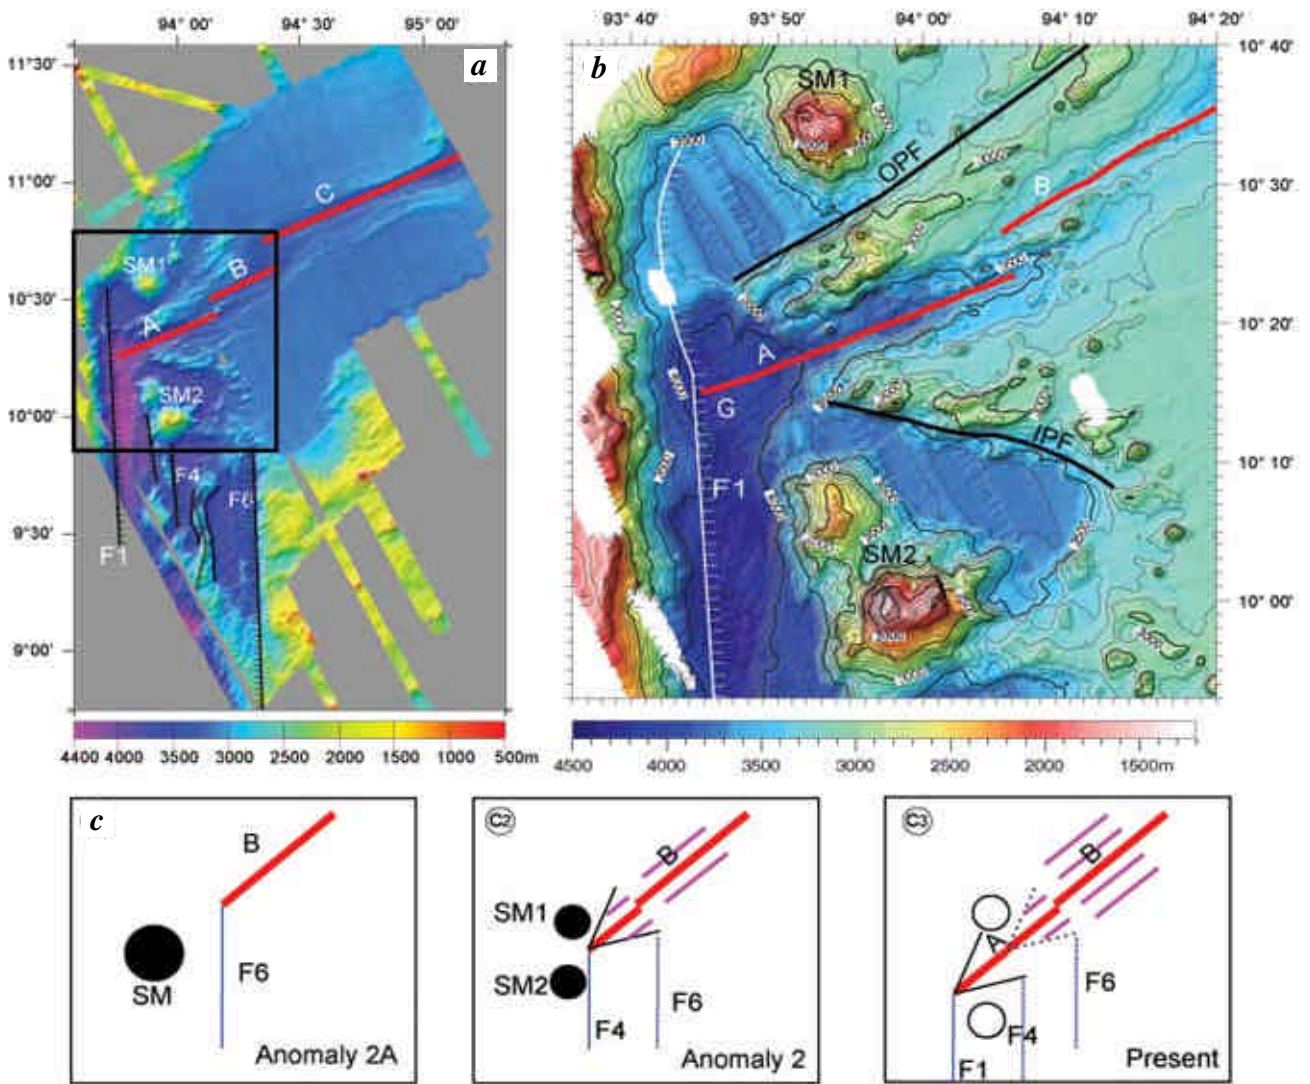 94° 00' 94° 30' 95° 00'
93° 40' 93° 50' 94° 00' 94° 10' 94° 20'
a
b
11°30'
11° 00'
10°30'
10° 00'
9°30'
9° 00'
C
SM1
B
A
SM2
F4
F6
F1
4400 4000 3500 3000 2500 2000 1500 1000 500m
10° 40'
10° 30'
10° 20'
10° 10'
10° 00'
SM1
OPF
B
A
G
IPF
F1
SM2
4500 4000 3500 3000 2500 2000 1500m
c
B
F6
SM
Anomaly 2A
C2
B
SM1
SM2
F4
F6
Anomaly 2
C3
B
A
F6
F4
F1
Present